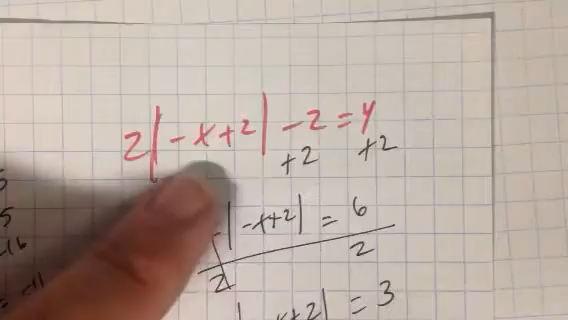 2|-x+2| -2 = 4
+2 +2
|-x+2| = 6
2 2
x+2| = 3